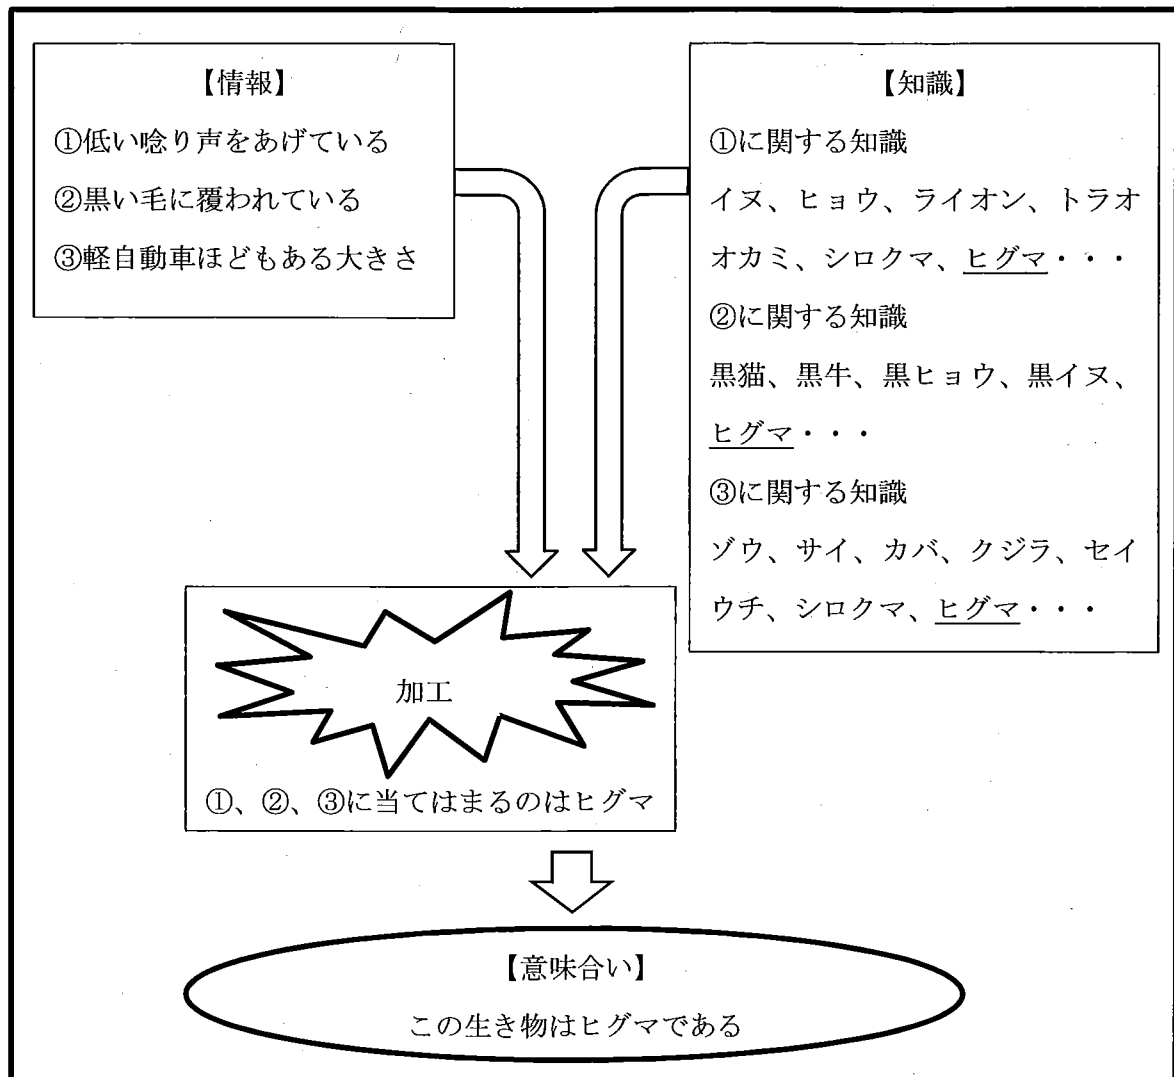 【情報】
①低い唸り声をあげている
②黒い毛に覆われている
③軽自動車ほどもある大きさ
【知識】
①に関する知識
イヌ、ヒョウ、ライオン、トラオ
オカミ、シロクマ、ヒグマ・・・
②に関する知識
黒猫、黒牛、黒ヒョウ、黒イヌ、
ヒグマ・・・
③に関する知識
ゾウ、サイ、カバ、クジラ、セイ
ウチ、シロクマ、ヒグマ・・・
加工
①、②、③に当てはまるのはヒグマ
【意味合い】
この生き物はヒグマである